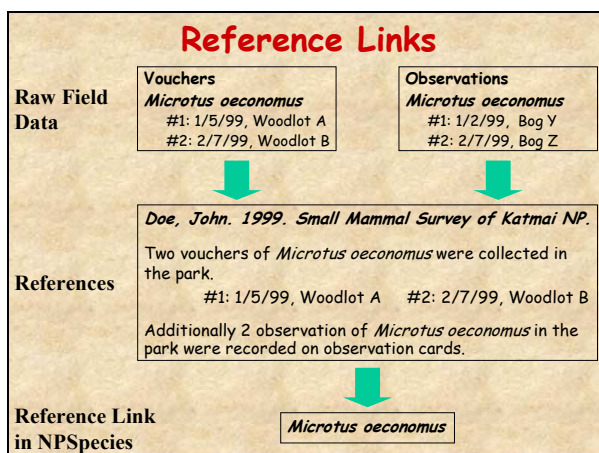 Reference Links
Raw Field
Data
Vouchers
Microtus oeconomus
#1: 1/5/99, Woodlot A
#2: 2/7/99, Woodlot B
Observations
Microtus oeconomus
#1: 1/2/99, Bog Y
#2: 2/7/99, Bog Z
References
Doe, John. 1999. Small Mammal Survey of Katmai NP.
Two vouchers of Microtus oeconomus were collected in
the park.
#1: 1/5/99, Woodlot A #2: 2/7/99, Woodlot B
Additionally 2 observation of Microtus oeconomus in the
park were recorded on observation cards.
Reference Link
in NPSpecies
Microtus oeconomus